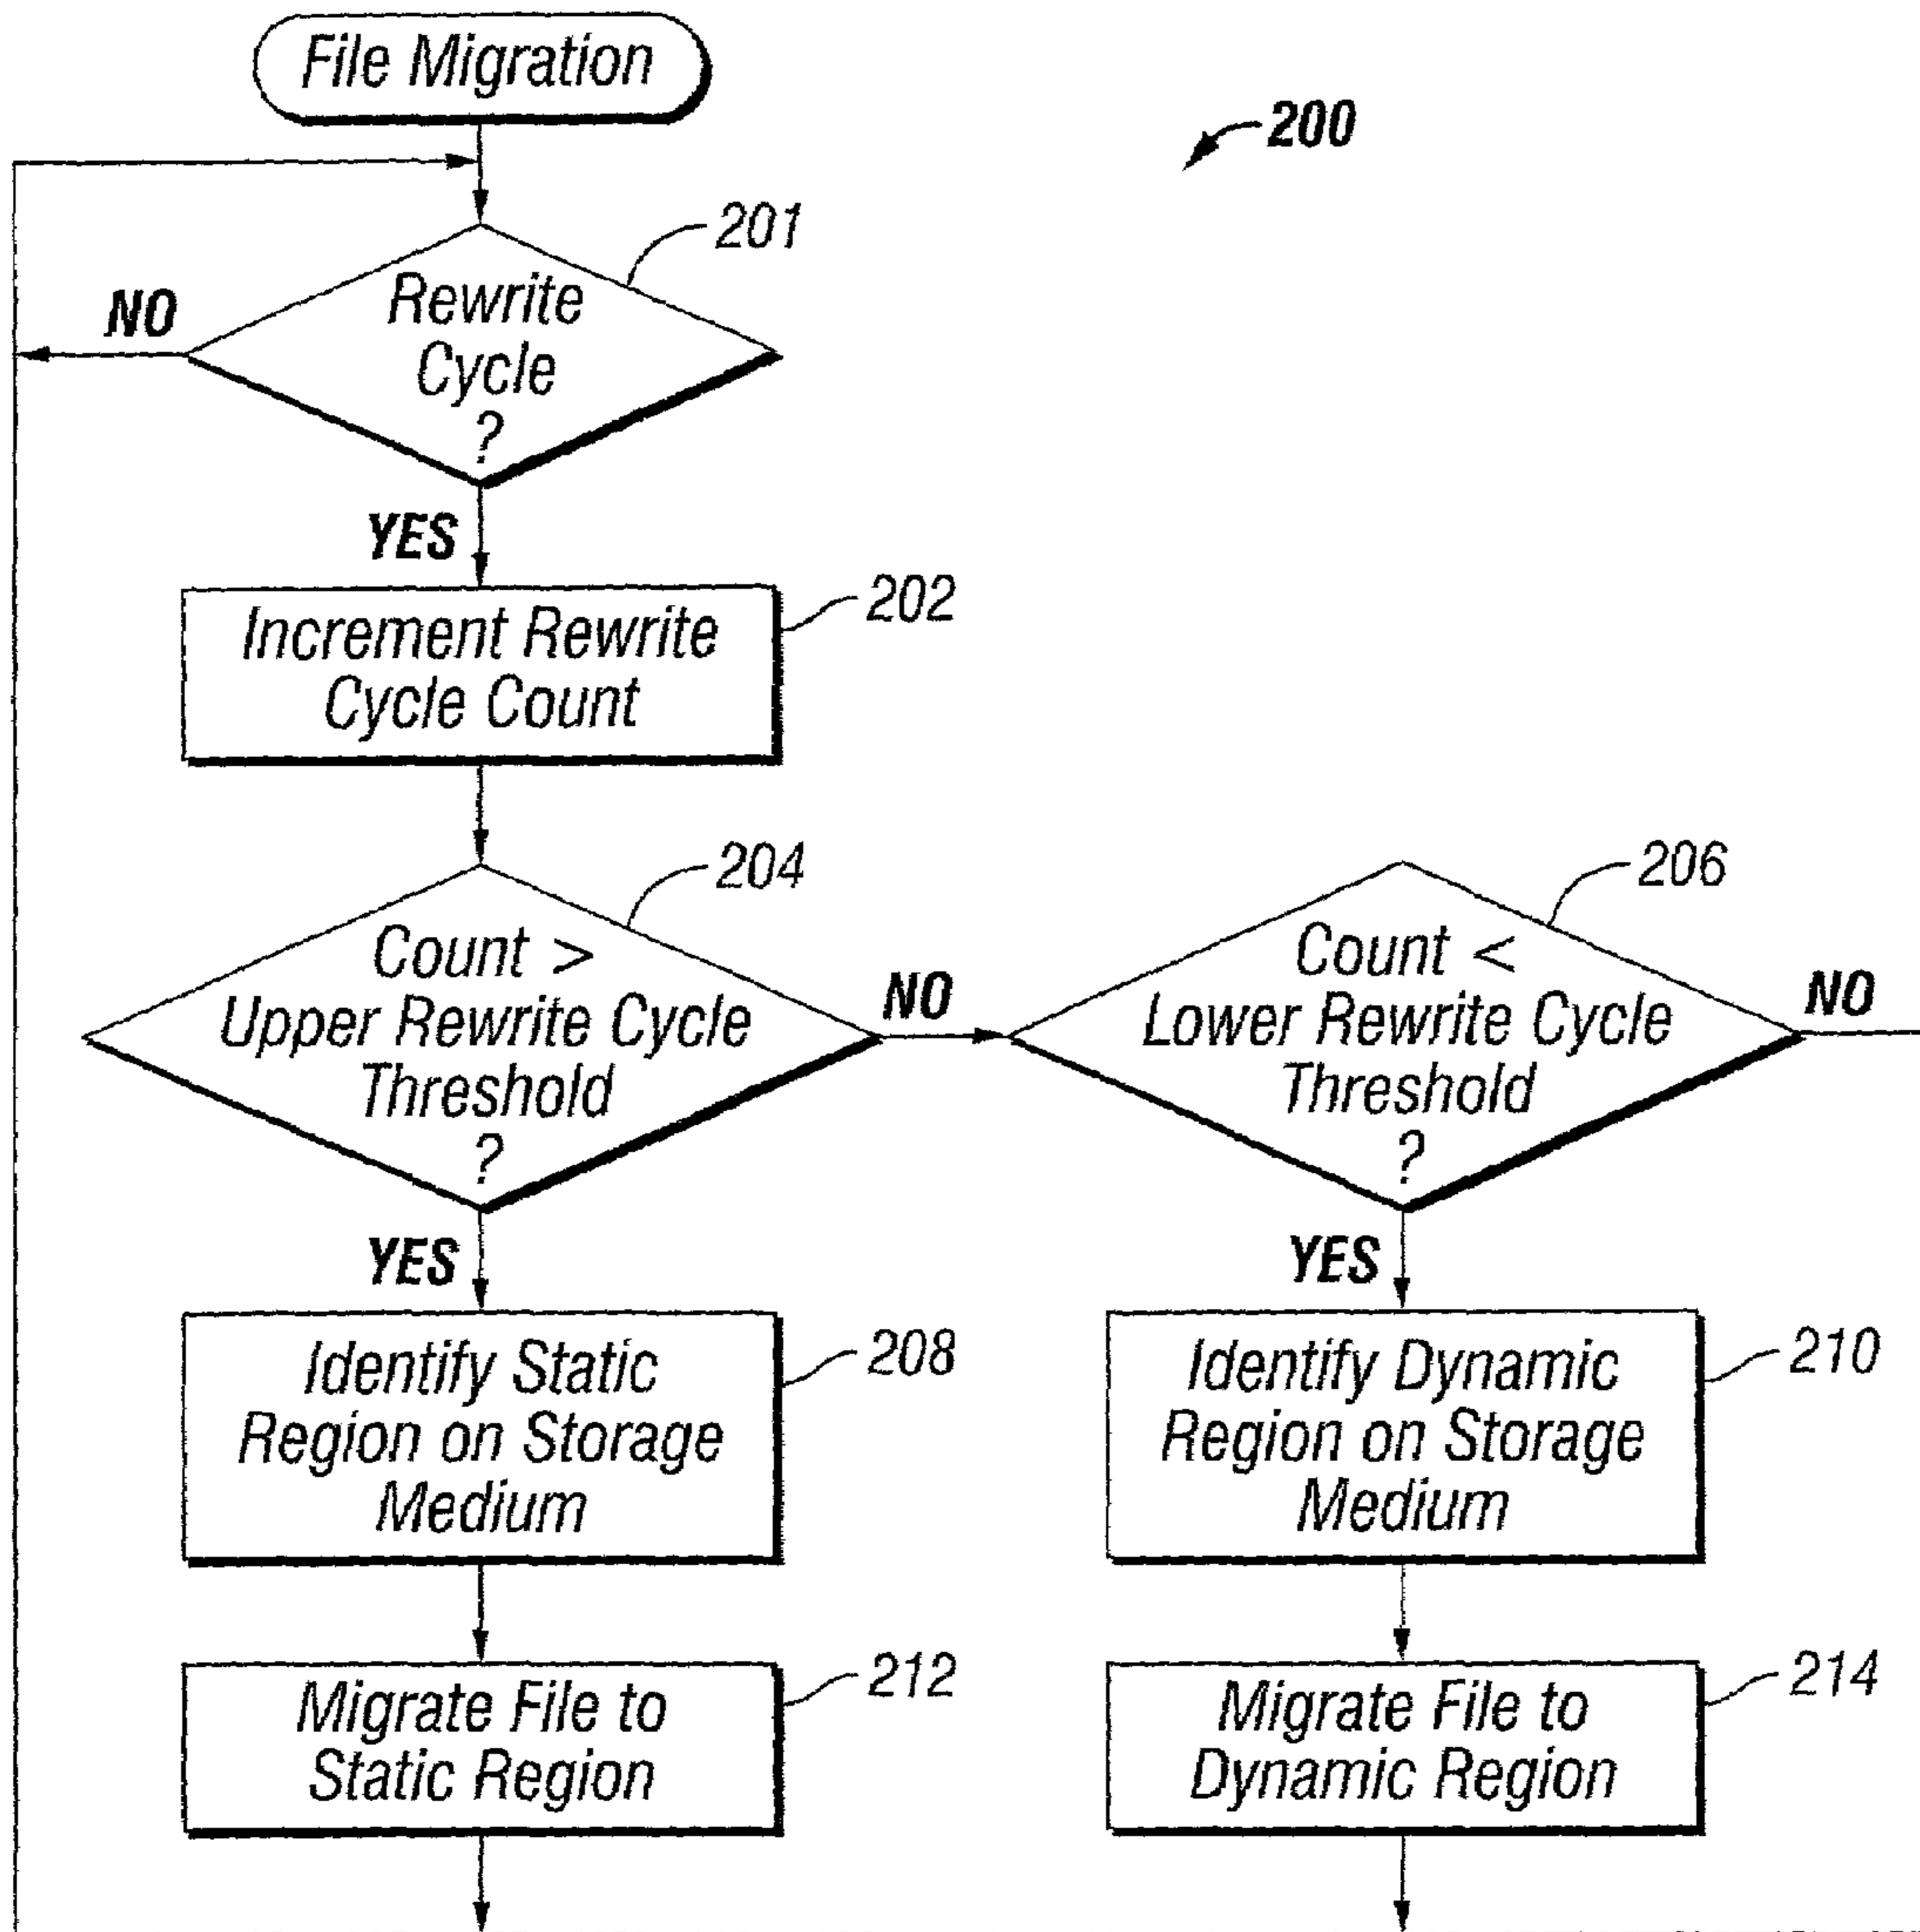 File Migration
200
201
Rewrite
Cycle
?
NO
YES
202
Increment Rewrite
Cycle Count
204
Count >
Upper Rewrite Cycle
Threshold
?
NO
206
Count <
Lower Rewrite Cycle
Threshold
?
NO
YES
YES
208
Identify Static
Region on Storage
Medium
210
Identify Dynamic
Region on Storage
Medium
212
Migrate File to
Static Region
214
Migrate File to
Dynamic Region